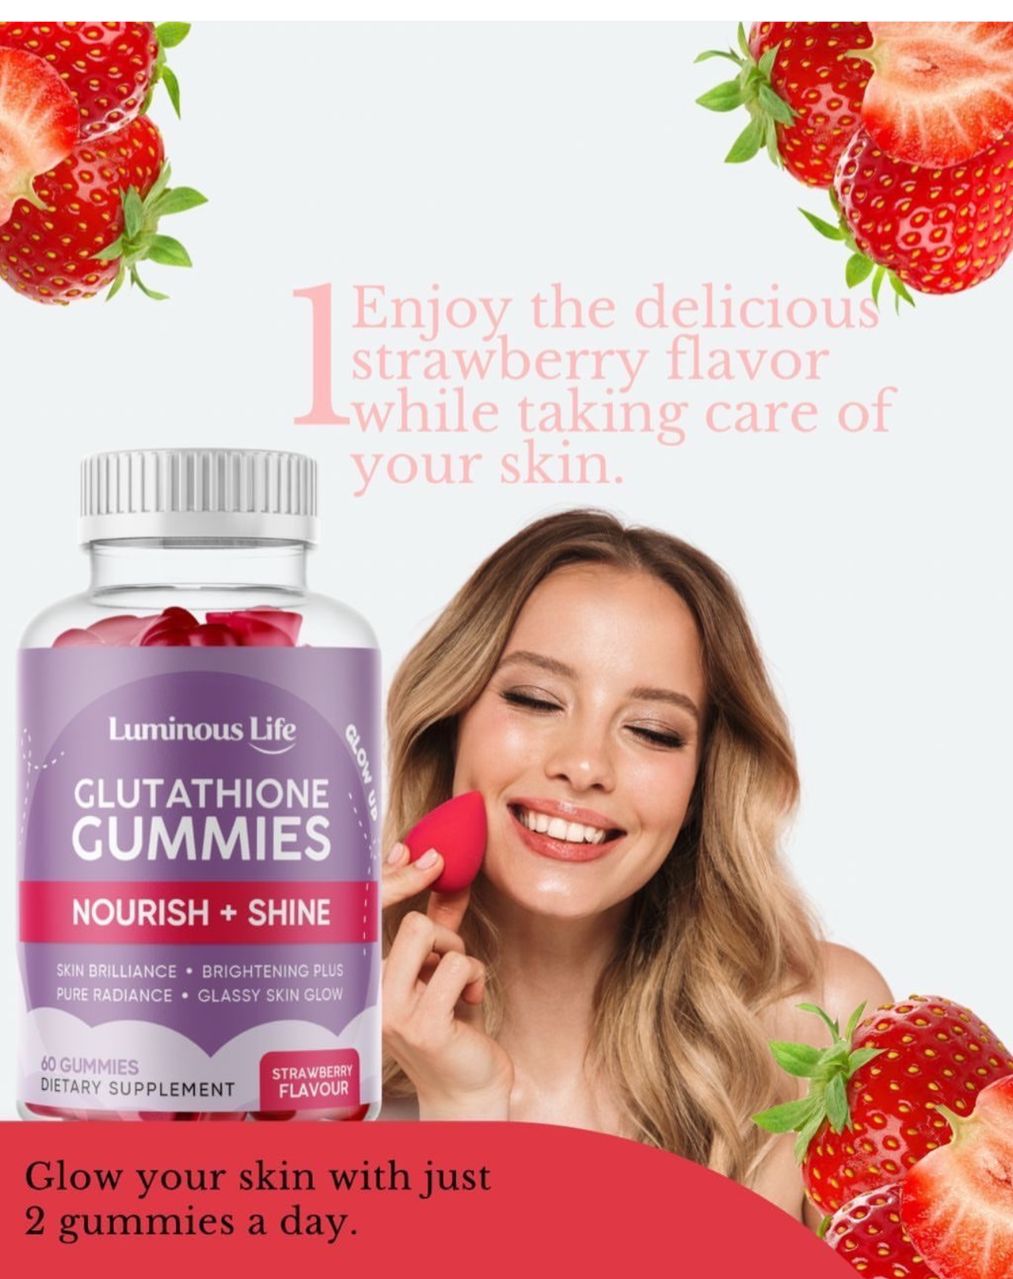 1
Enjoy the delicious
strawberry flavor
while taking care of
your skin.
Luminous Life
GLOW UP
GLUTATHIONE
GUMMIES
NOURISH + SHINE
SKIN BRILLIANCE • BRIGHTENING PLUS
PURE RADIANCE • GLASSY SKIN GLOW
60 GUMMIES
DIETARY SUPPLEMENT
STRAWBERRY
FLAVOUR
Glow your skin with just
2 gummies a day.